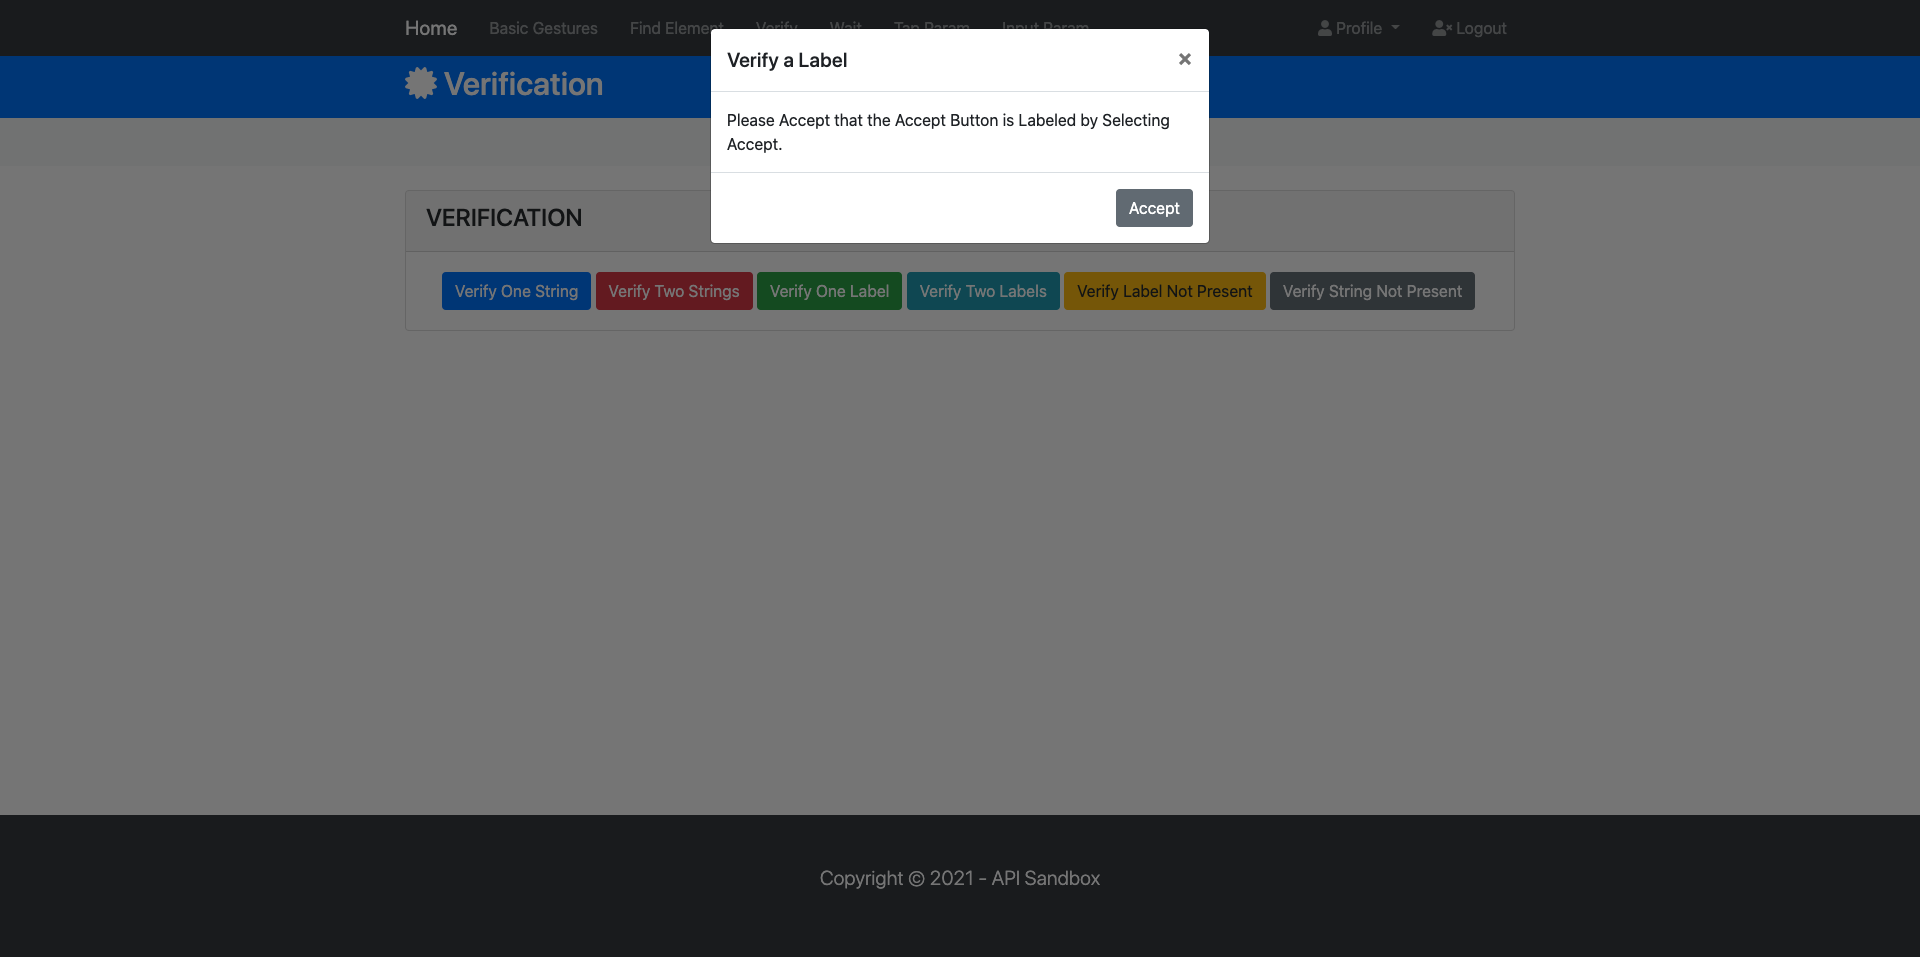 Home Basic Gestures Find Element Verify Wait Tap Param Input Param Profile Logout
Verification
Verify a Label ×
Please Accept that the Accept Button is Labeled by Selecting
Accept.
Accept
VERIFICATION
Verify One String Verify Two Strings Verify One Label Verify Two Labels Verify Label Not Present Verify String Not Present
Copyright © 2021 - API Sandbox